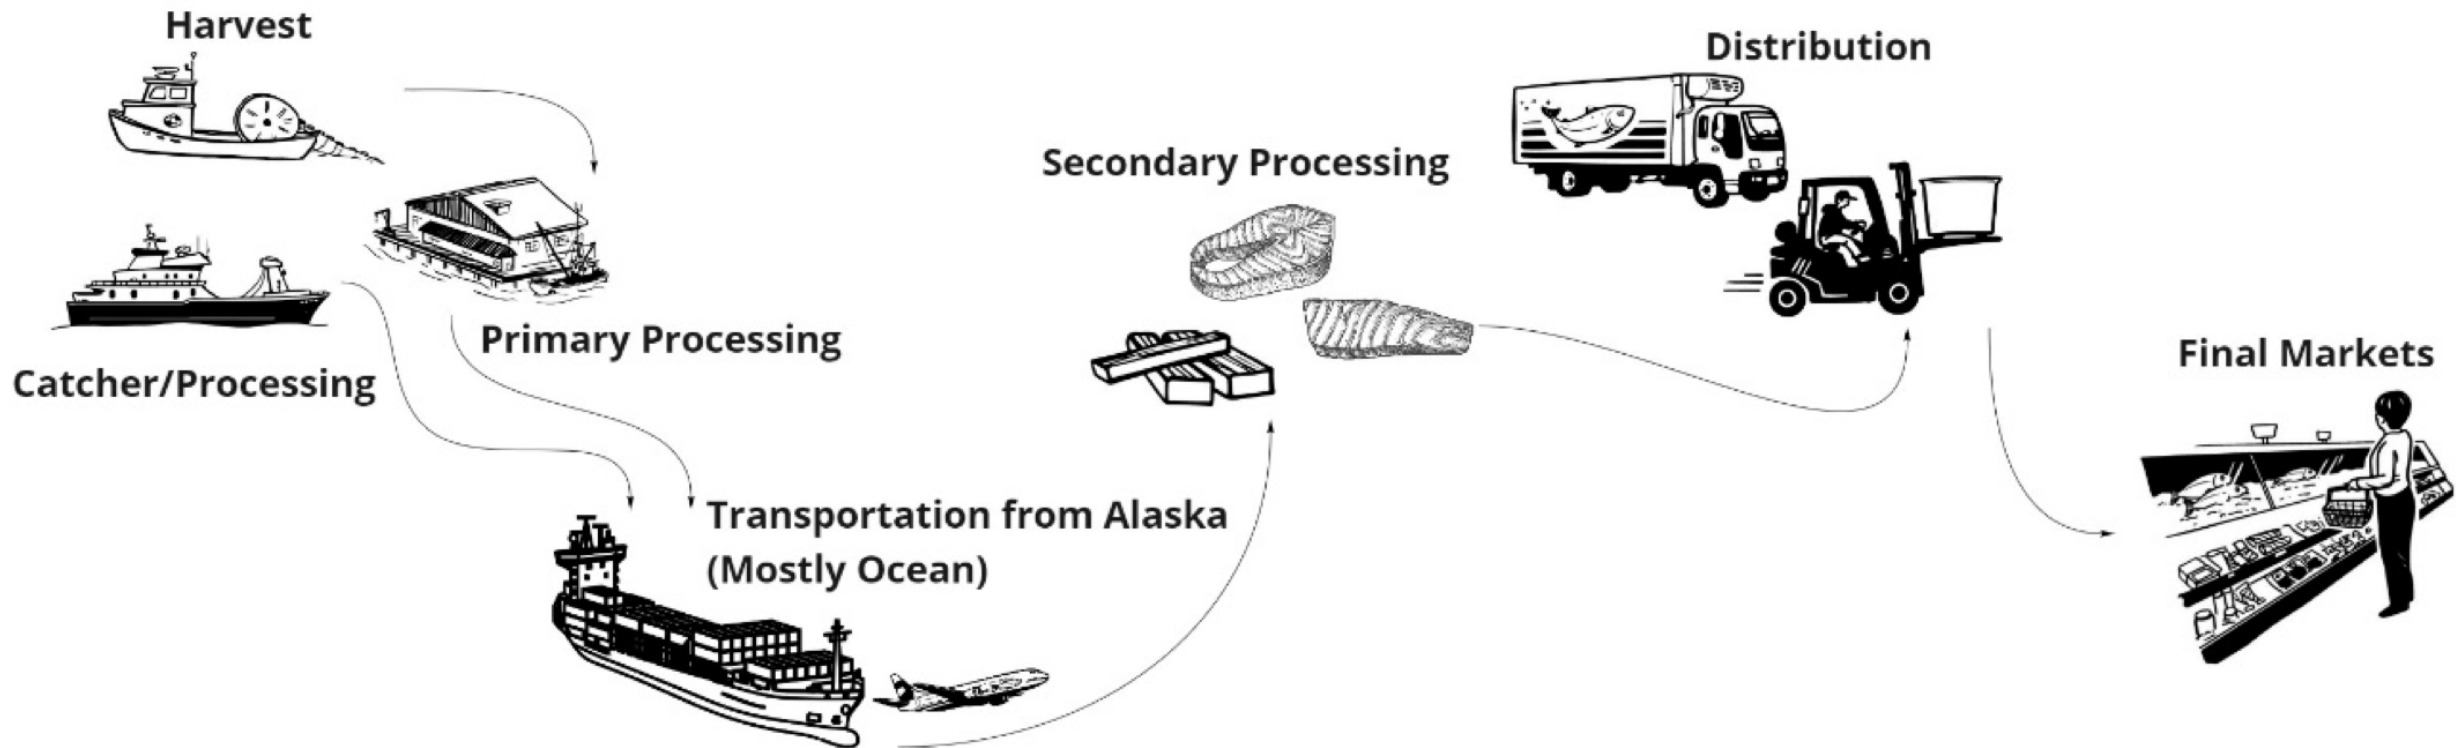 Harvest
Catcher/Processing
Primary Processing
Transportation from Alaska
(Mostly Ocean)
Secondary Processing
Distribution
Final Markets